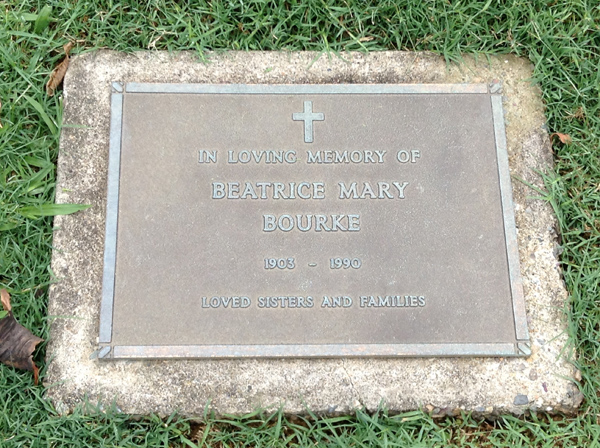 IN LOVING MEMORY OF
BEATRICE MARY
BOURKE
1903 - 1990
LOVED SISTERS AND FAMILIES